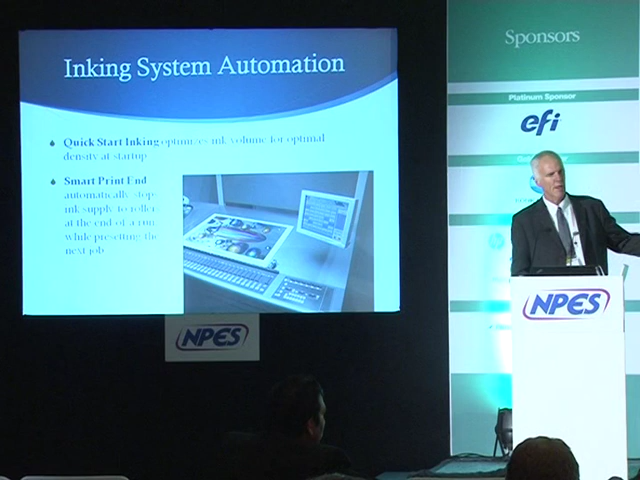 Inking System Automation
Quick Start Inking optimizes ink volume for optimal
density at startup
Smart Print End
automatically stops
ink supply to rollers
at the end of a run
while presetting the
next job
NPES
Sponsors
Platinum Sponsor
efi
NPES